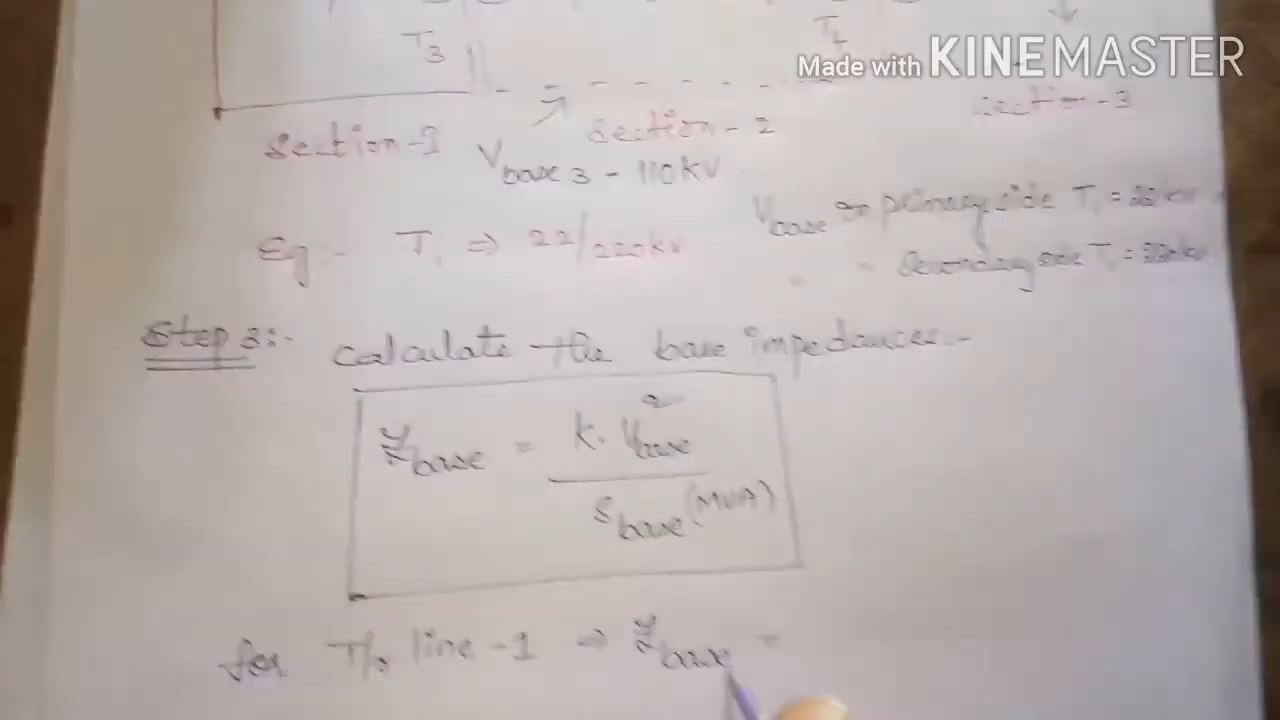 T3
T4
Made with KINEMASTER
Section-1
Section-2
Section-3
Vbase 3 - 110kV
Eg:- T1 ⇒ 22/220kv
Vbase on primary side T1 = 22kv
" " Secondary side T1 = 220kv
Step 3:- Calculate the base impedances:-
Zbase = k.Vbase²
Sbase (MVA)
for T/r line-1 ⇒ Zbase =